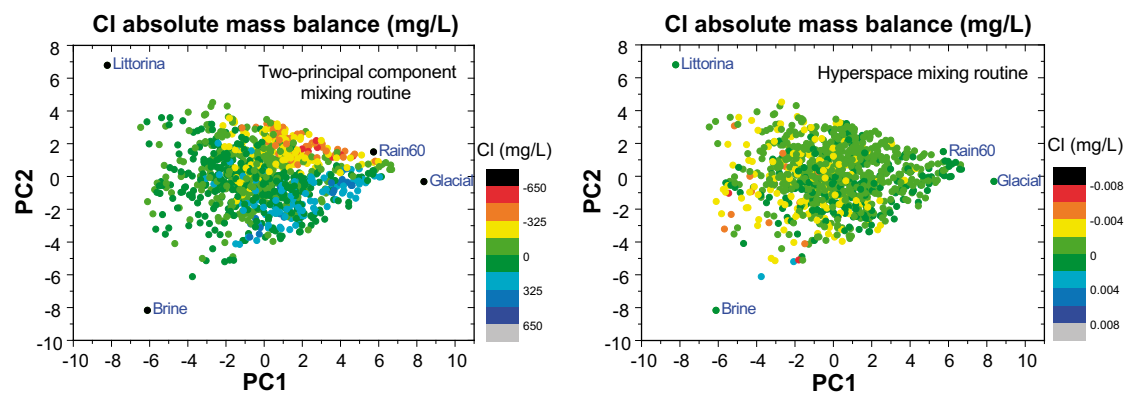 Cl absolute mass balance (mg/L)
8
6
4
2
0
-2
-4
-6
-8
-10
PC2
Littorina
Two-principal component
mixing routine
Rain60
Glacial
Brine
-10 -8 -6 -4 -2 0 2 4 6 8 10
PC1
Cl (mg/L)
-650
-325
0
325
650
Cl absolute mass balance (mg/L)
8
6
4
2
0
-2
-4
-6
-8
-10
PC2
Littorina
Hyperspace mixing routine
Rain60
Glacial
Brine
-10 -8 -6 -4 -2 0 2 4 6 8 10
PC1
Cl (mg/L)
-0.008
-0.004
0
0.004
0.008